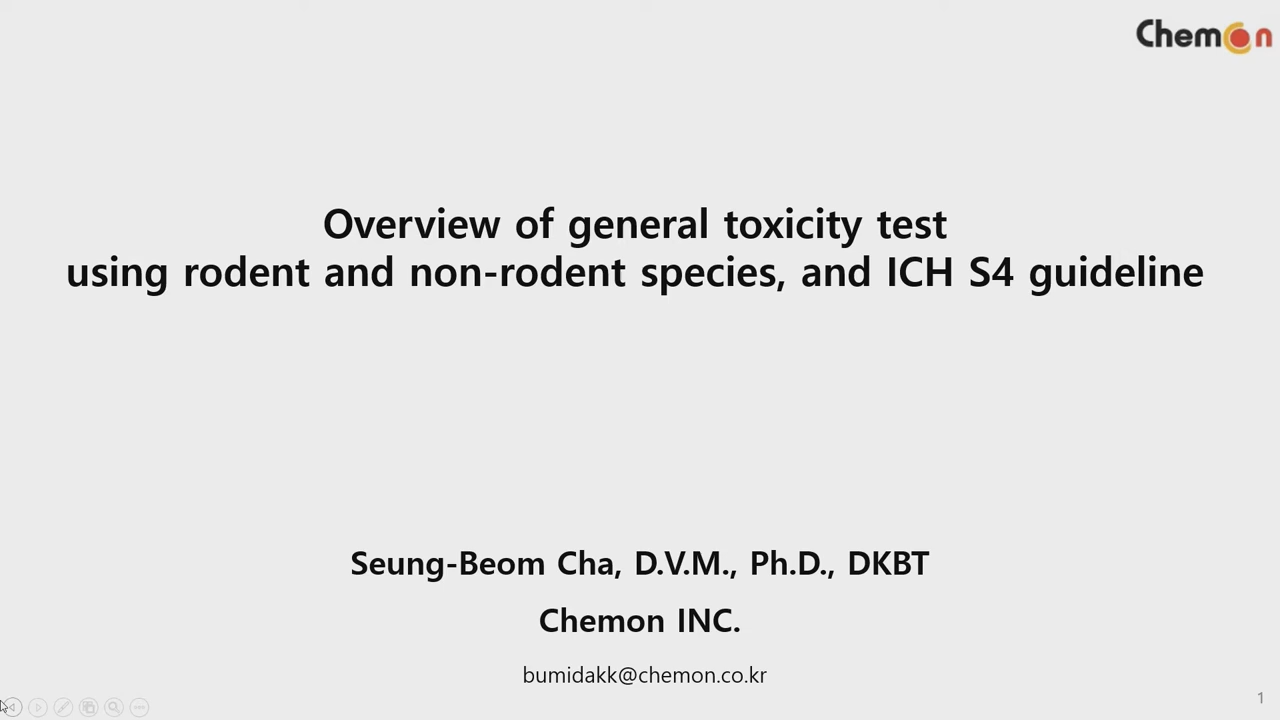 Chemon
Overview of general toxicity test
using rodent and non-rodent species, and ICH S4 guideline
Seung-Beom Cha, D.V.M., Ph.D., DKBT
Chemon INC.
bumidakk@chemon.co.kr
1